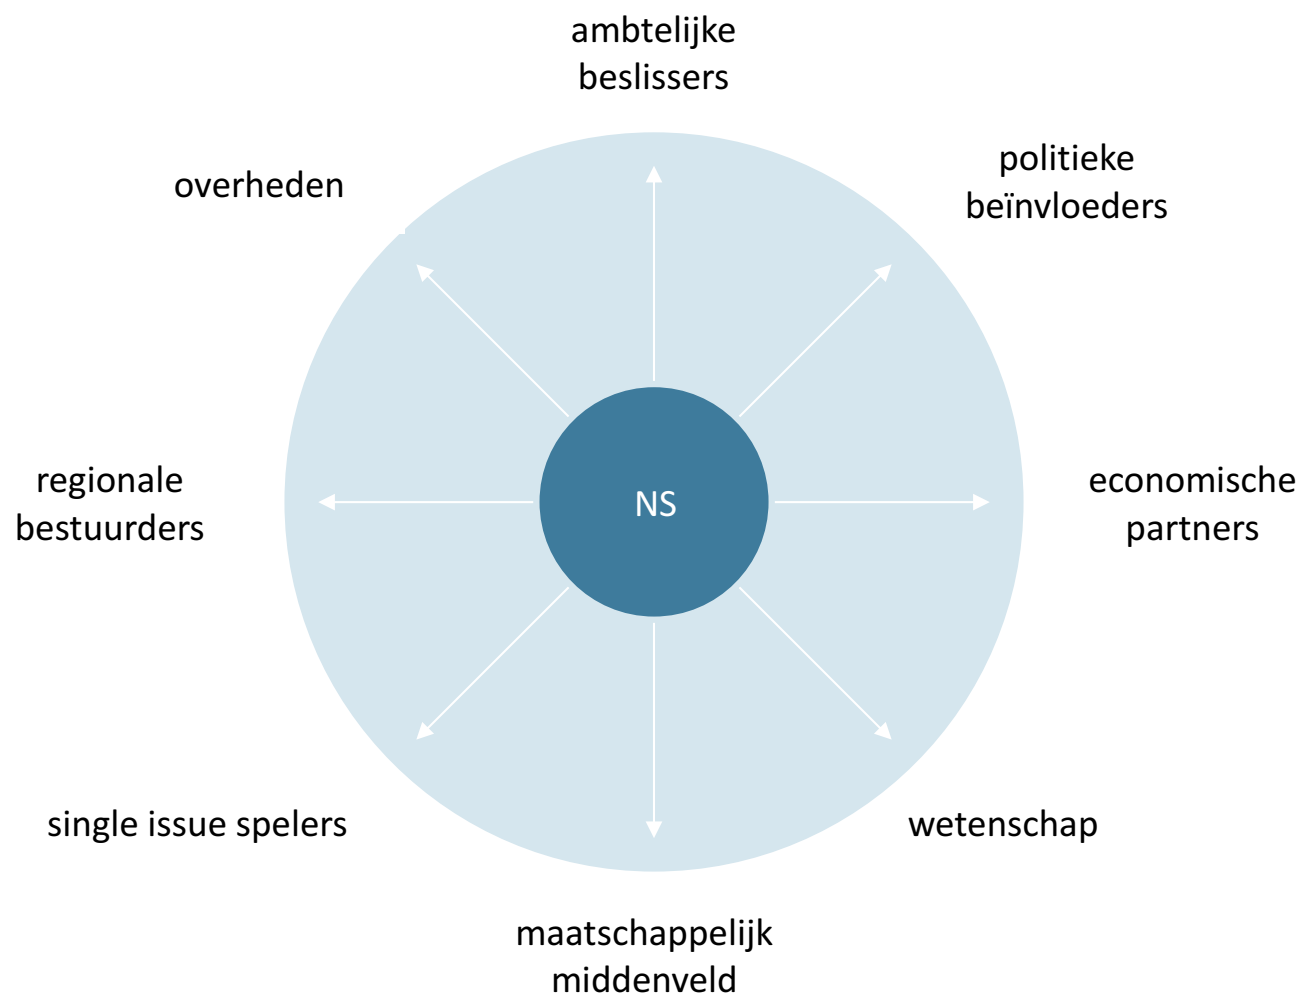 ambtelijke
beslissers
politieke
beïnvloeders
overheden
regionale
bestuurders
NS
economische
partners
single issue spelers
wetenschap
maatschappelijk
middenveld